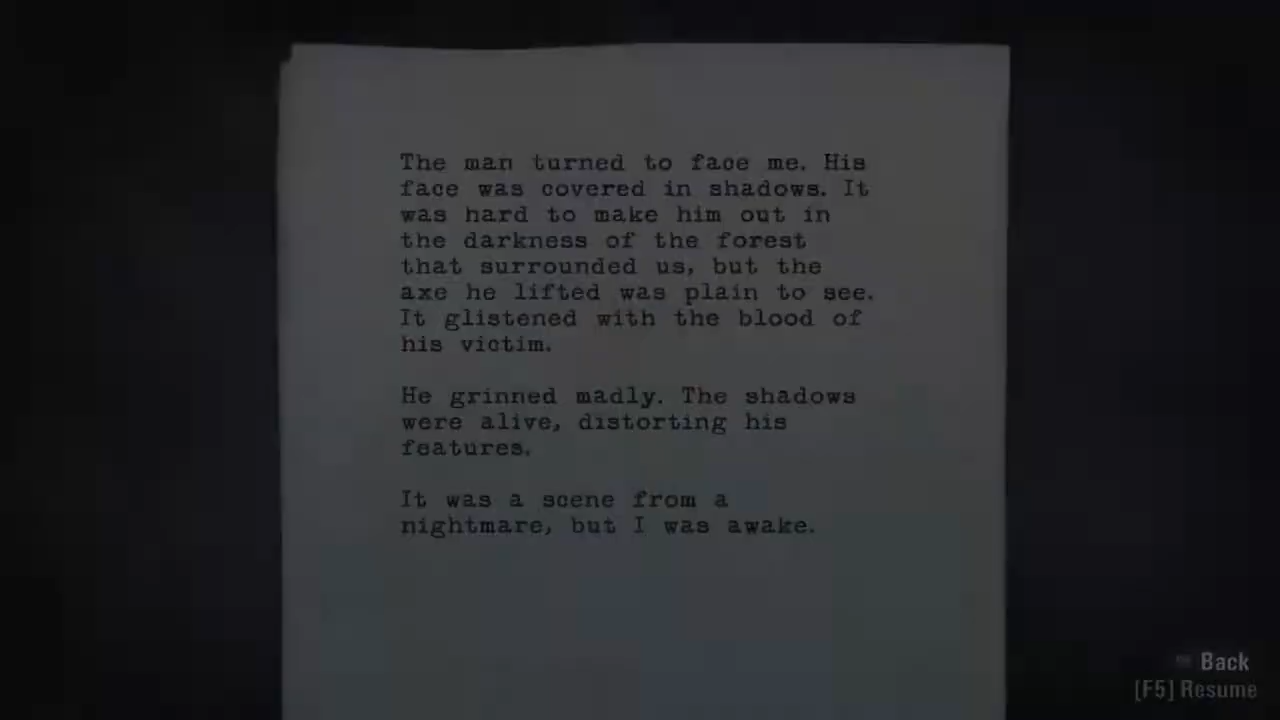 The man turned to face me. His
face was covered in shadows. It
was hard to make him out in
the darkness of the forest
that surrounded us, but the
axe he lifted was plain to see.
It glistened with the blood of
his victim.
He grinned madly. The shadows
were alive, distorting his
features.
It was a scene from a
nightmare, but I was awake.
Back
[F5] Resume